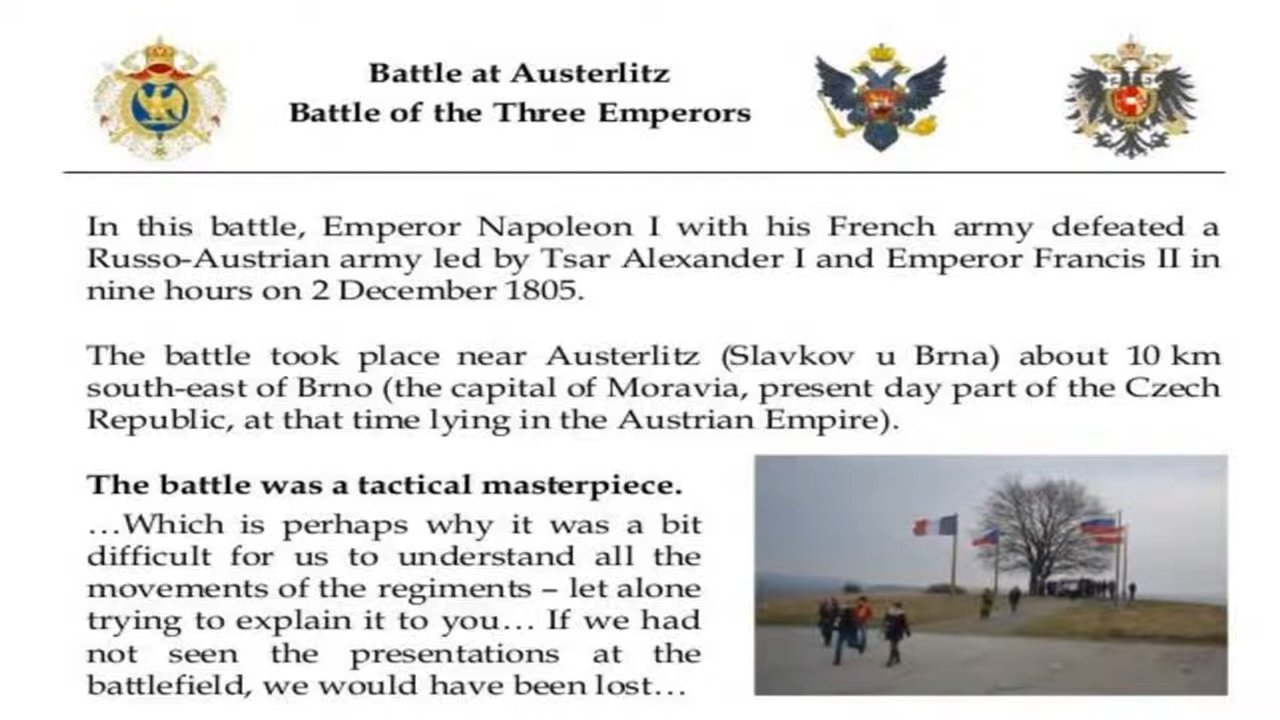 Battle at Austerlitz
Battle of the Three Emperors
In this battle, Emperor Napoleon I with his French army defeated a
Russo-Austrian army led by Tsar Alexander I and Emperor Francis II in
nine hours on 2 December 1805.
The battle took place near Austerlitz (Slavkov u Brna) about 10 km
south-east of Brno (the capital of Moravia, present day part of the Czech
Republic, at that time lying in the Austrian Empire).
The battle was a tactical masterpiece.
…Which is perhaps why it was a bit
difficult for us to understand all the
movements of the regiments – let alone
trying to explain it to you… If we had
not seen the presentations at the
battlefield, we would have been lost…